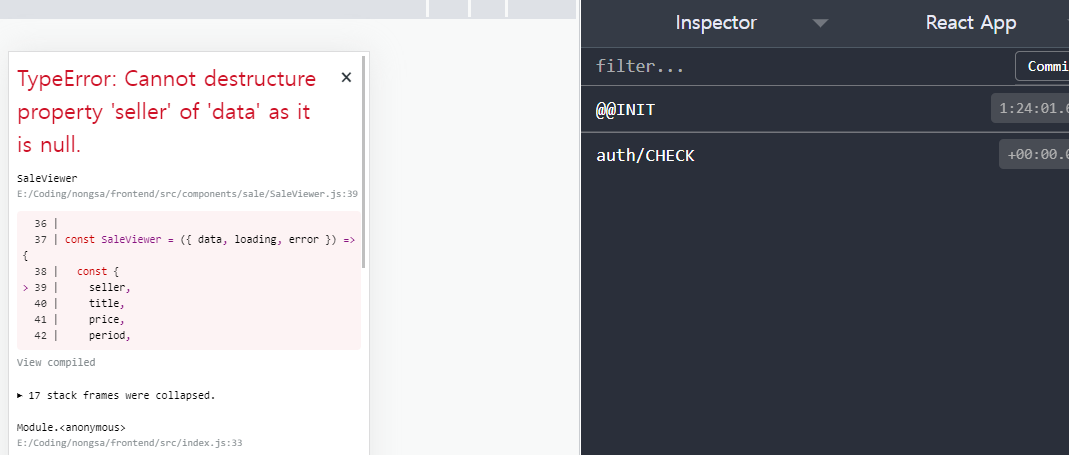 TypeError: Cannot destructure
property 'seller' of 'data' as it
is null.
×
SaleViewer
E:/Coding/nongsa/frontend/src/components/sale/SaleViewer.js:39
36 |
37 | const SaleViewer = ({ data, loading, error }) =>
{
38 | const {
> 39 | seller,
40 | title,
41 | price,
42 | period,
View compiled
▶ 17 stack frames were collapsed.
Module.<anonymous>
E:/Coding/nongsa/frontend/src/index.js:33
Inspector
React App
filter...
Commi
@@INIT
1:24:01.
auth/CHECK
+00:00.